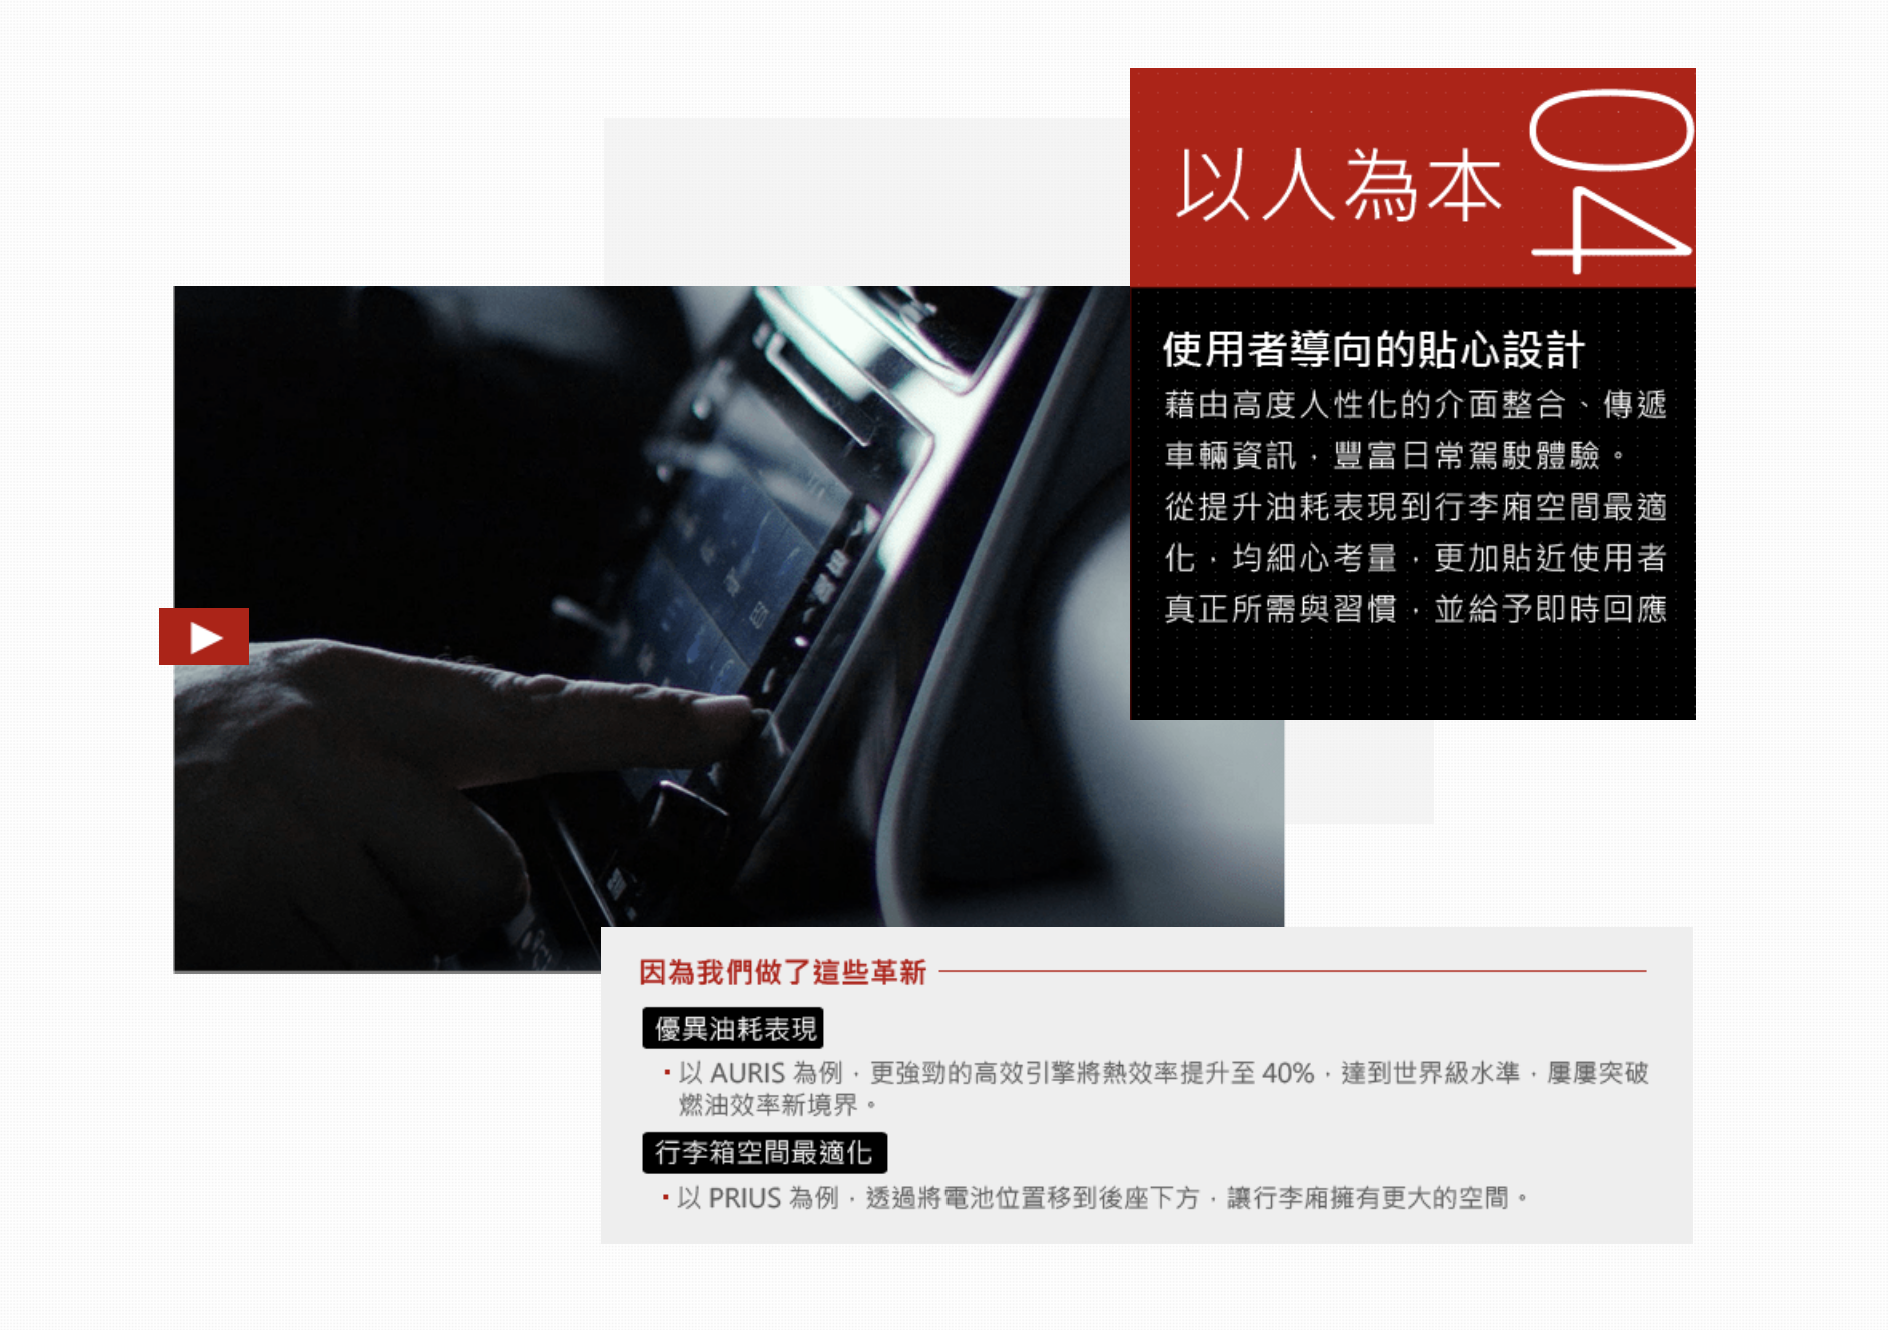 以人為本
04
使用者導向的貼心設計
藉由高度人性化的介面整合、傳遞
車輛資訊，豐富日常駕駛體驗。
從提升油耗表現到行李廂空間最適
化，均細心考量，更加貼近使用者
真正所需與習慣，並給予即時回應
因為我們做了這些革新
優異油耗表現
▪以 AURIS 為例，更強勁的高效引擎將熱效率提升至 40%，達到世界級水準，屢屢突破
燃油效率新境界。
行李箱空間最適化
▪以 PRIUS 為例，透過將電池位置移到後座下方，讓行李廂擁有更大的空間。